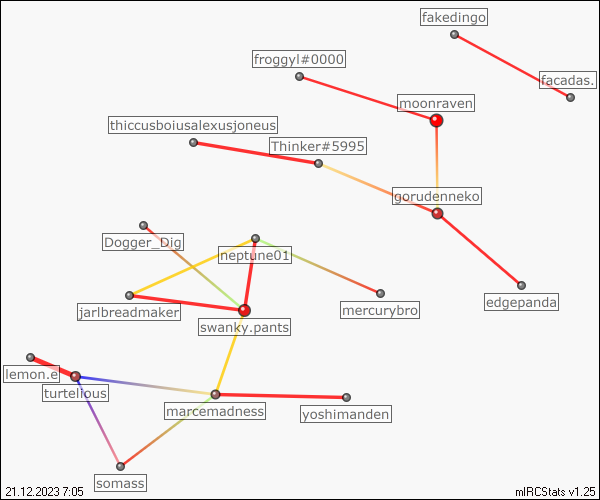 fakedingo
froggyl#0000
facadas.
moonraven
thiccusboiusalexusjoneus
Thinker#5995
gorudenneko
Dogger_Dig
neptune01
edgepanda
jarlbreadmaker
mercurybro
swanky.pants
lemon.e
turtelious
marcemadness
yoshimanden
somass
21.12.2023 7:05
mIRCStats v1.25